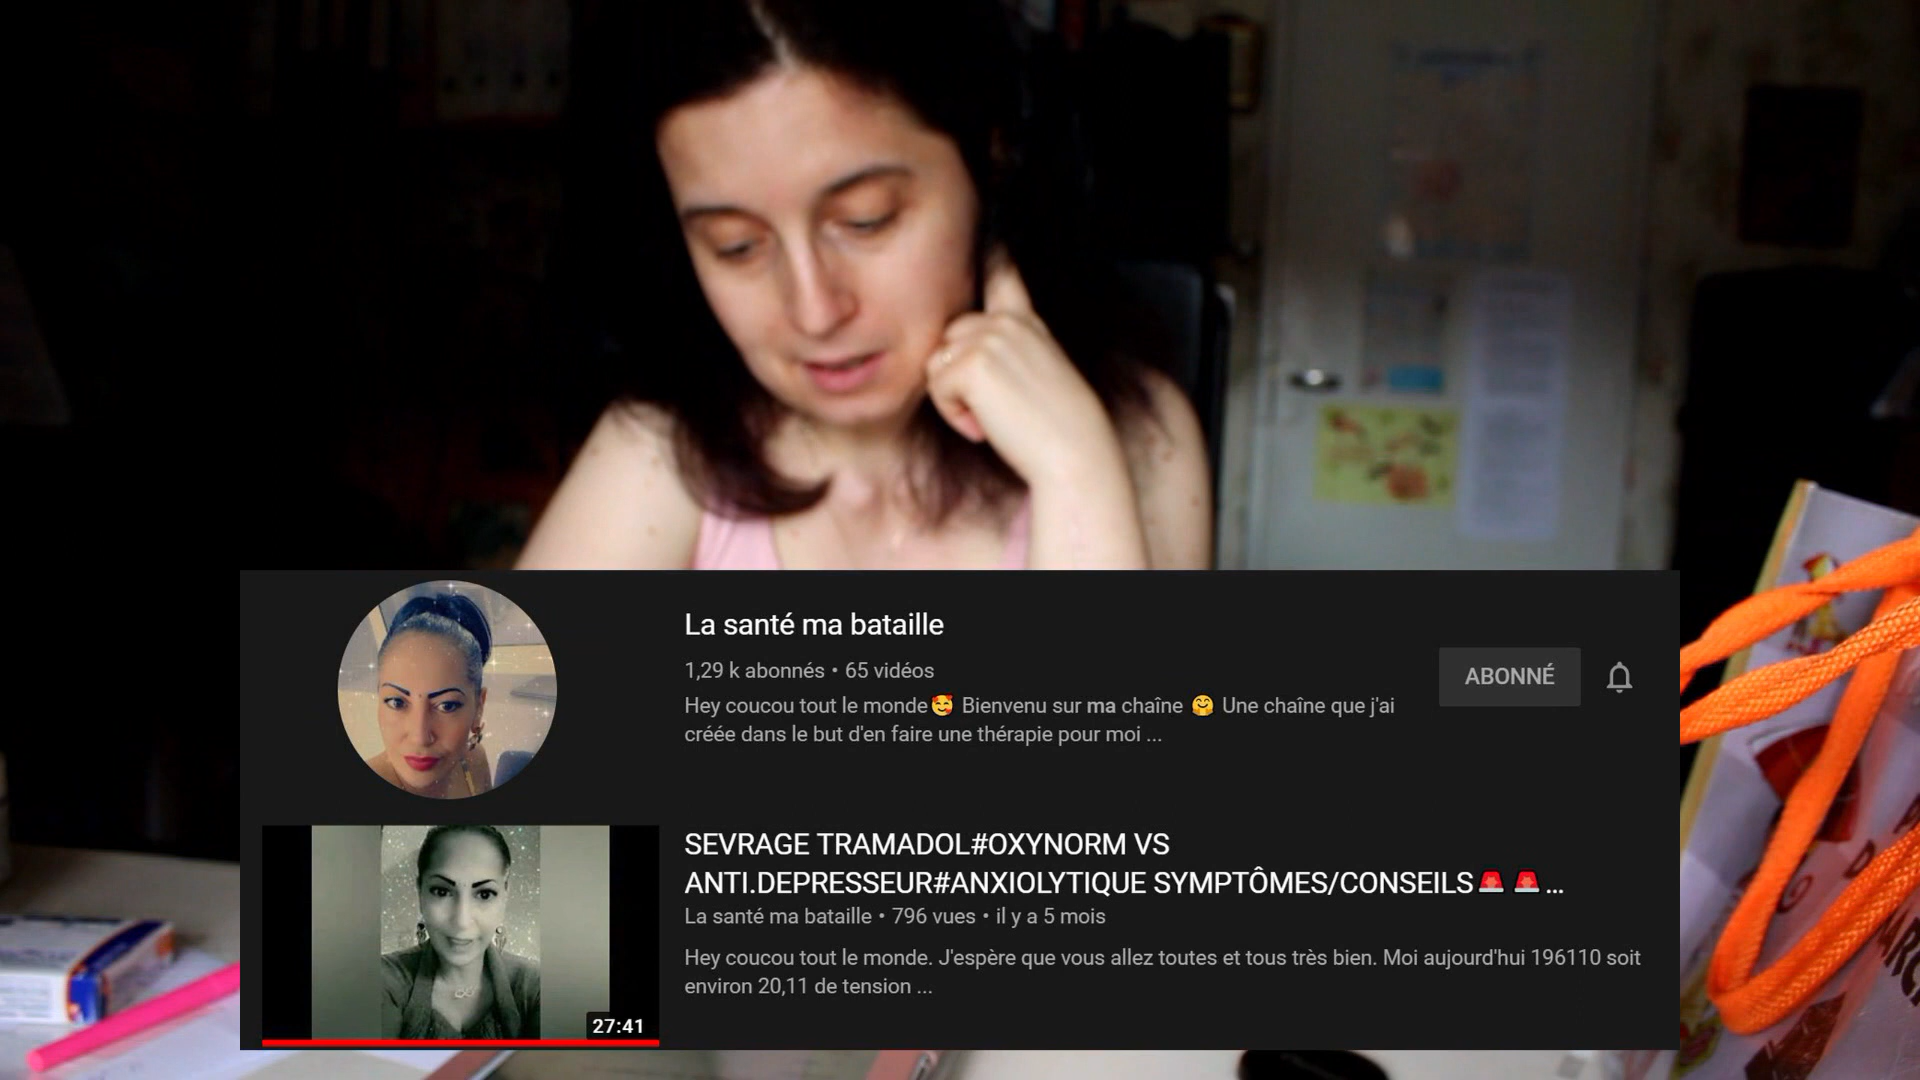 La santé ma bataille
1,29 k abonnés • 65 vidéos
Hey coucou tout le monde🥰 Bienvenu sur ma chaîne 🤗 Une chaîne que j'ai
créée dans le but d'en faire une thérapie pour moi ...
ABONNÉ
SEVRAGE TRAMADOL#OXYNORM VS
ANTI.DEPRESSEUR#ANXIOLYTIQUE SYMPTÔMES/CONSEILS🚨 🚨 ...
La santé ma bataille • 796 vues • il y a 5 mois
Hey coucou tout le monde. J'espère que vous allez toutes et tous très bien. Moi aujourd'hui 196110 soit
environ 20,11 de tension ...
27:41